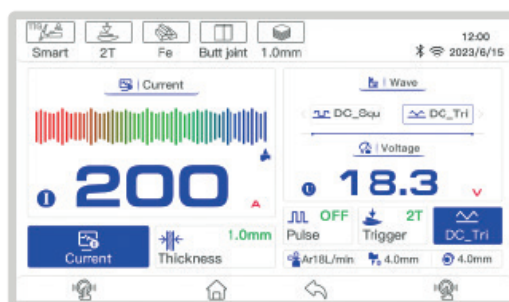 TIG
Smart 2T Fe Butt joint 1.0mm
12:00
2023/6/15
Current
200 A
Wave
DC_Squ DC_Tri
Voltage
18.3 V
Current
1.0mm
Thickness
OFF
Pulse
2T
Trigger
DC_Tri
Ar18L/min 4.0mm 4.0mm